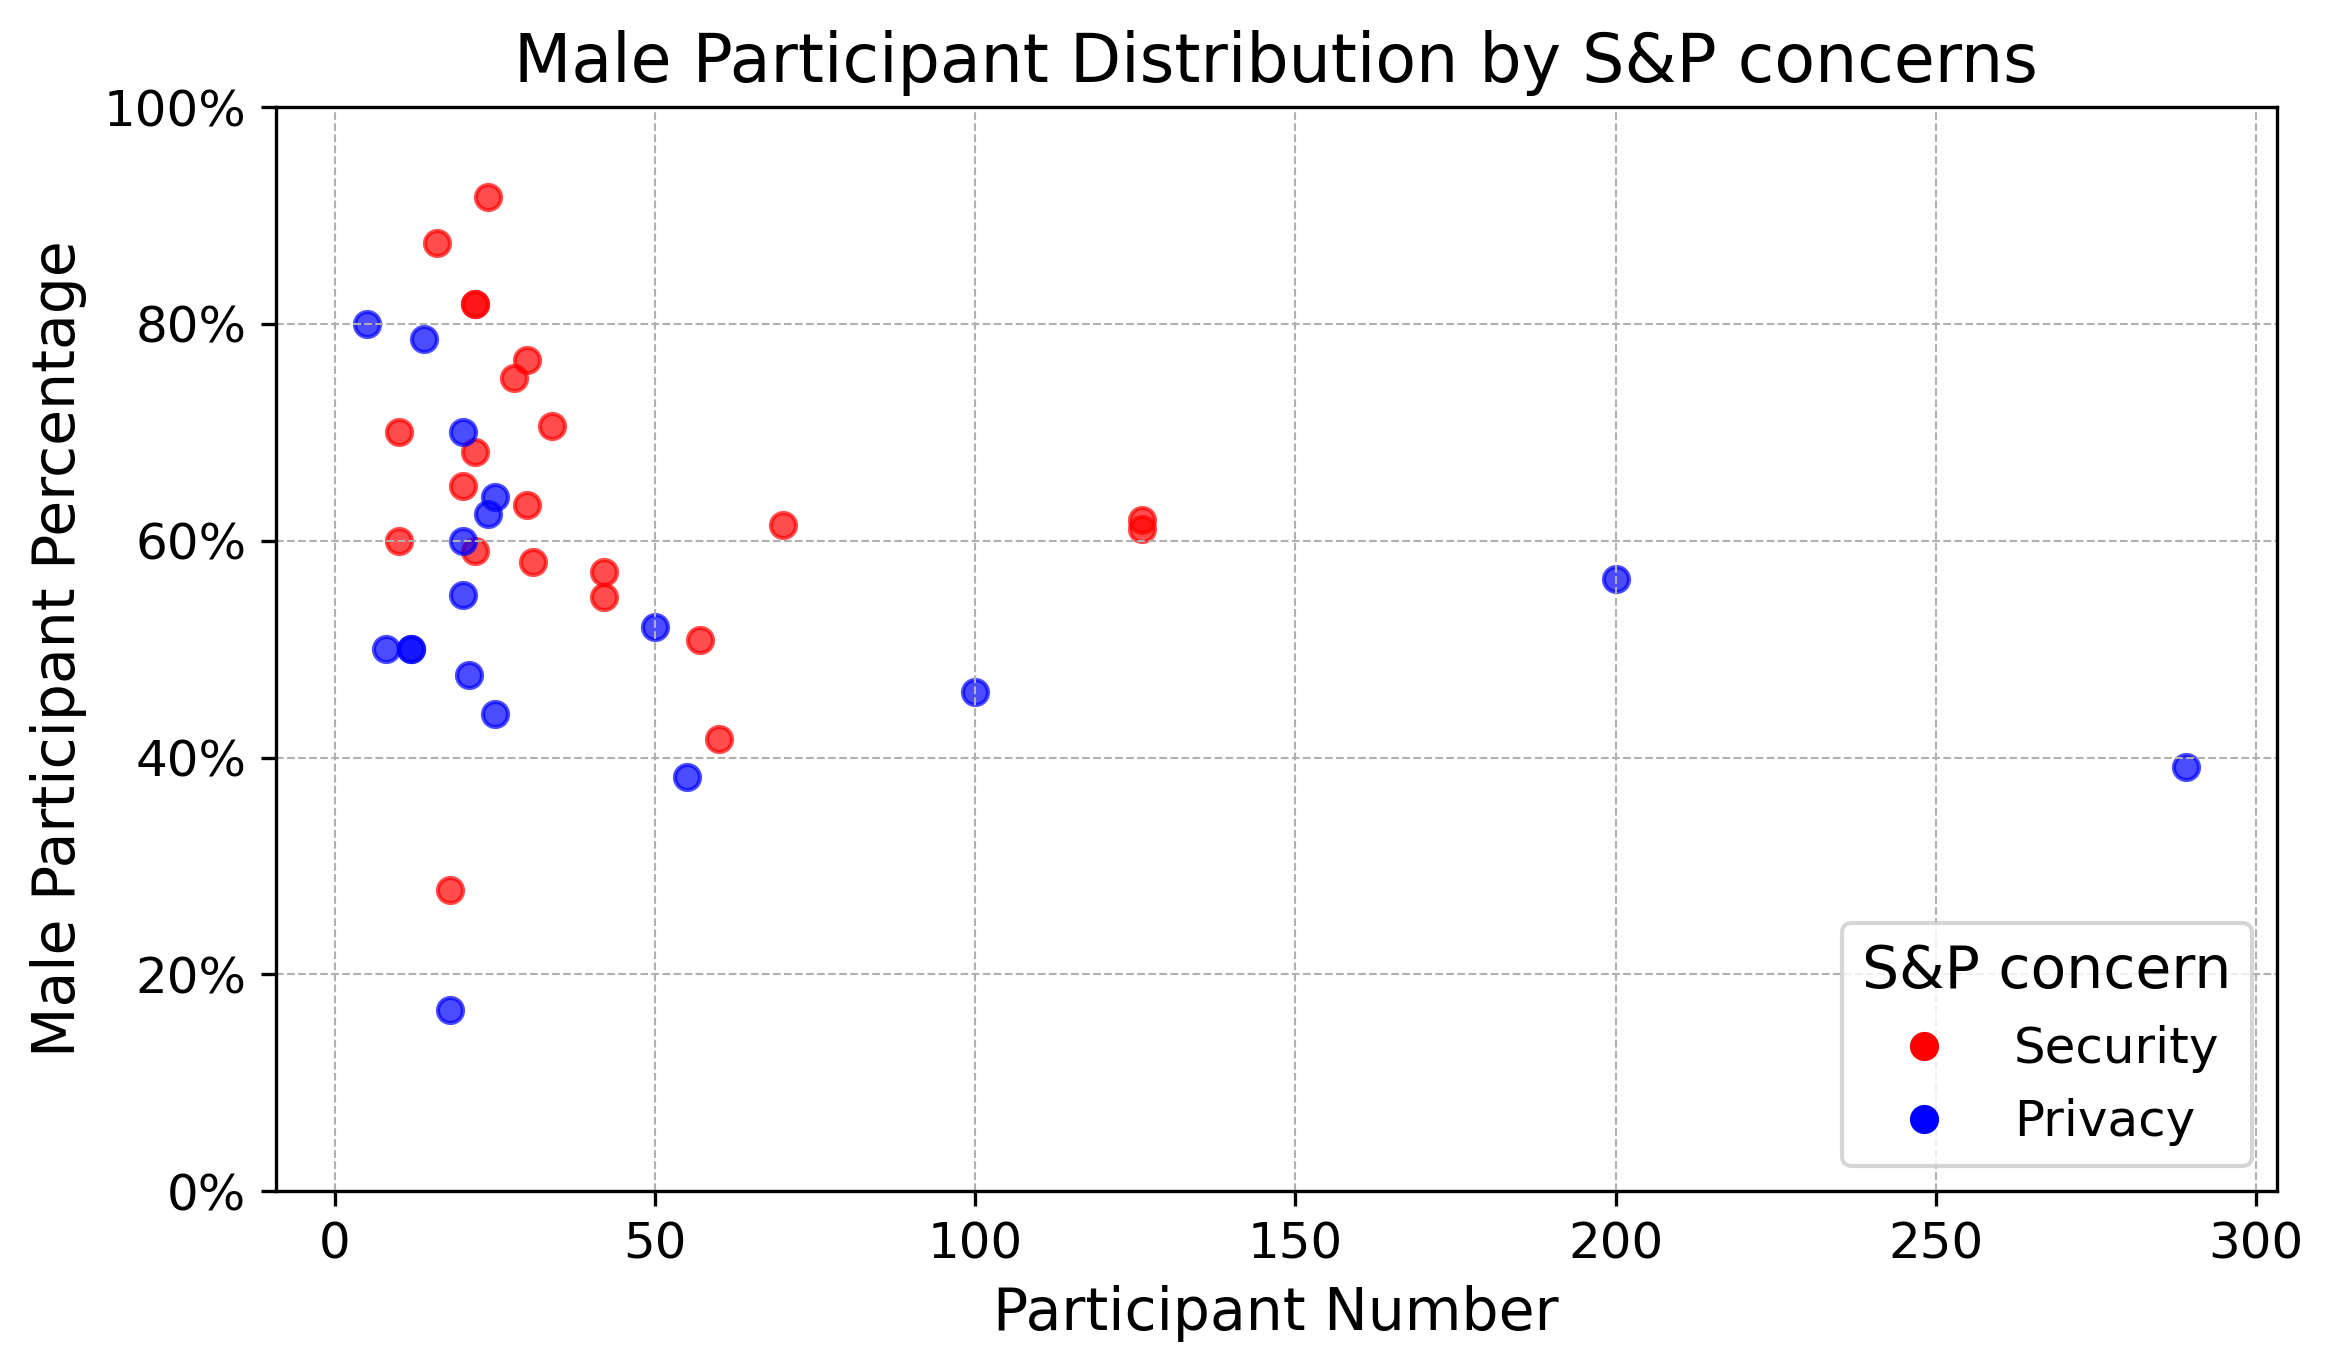 Male Participant Distribution by S&P concerns
100%
80%
60%
40%
20%
0%
Male Participant Percentage
0 50 100 150 200 250 300
Participant Number
S&P concern
Security
Privacy